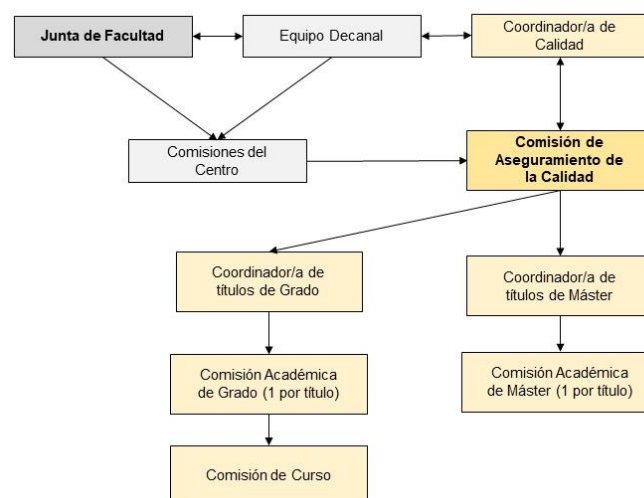 Junta de Facultad
Equipo Decanal
Coordinador/a de
Calidad
Comisiones del
Centro
Comisión de
Aseguramiento de
la Calidad
Coordinador/a de
títulos de Grado
Coordinador/a de
títulos de Máster
Comisión Académica
de Grado (1 por título)
Comisión Académica
de Máster (1 por título)
Comisión de Curso